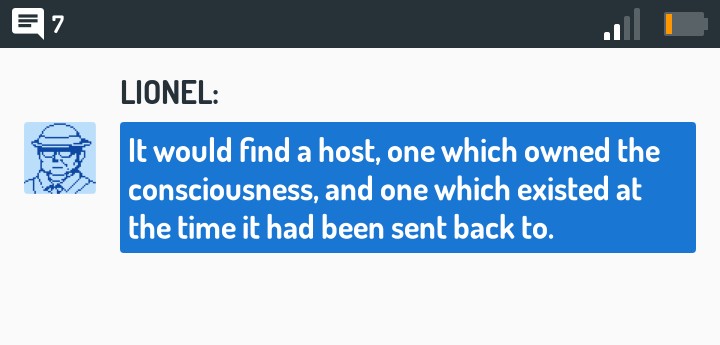 7
LIONEL:
It would find a host, one which owned the
consciousness, and one which existed at
the time it had been sent back to.